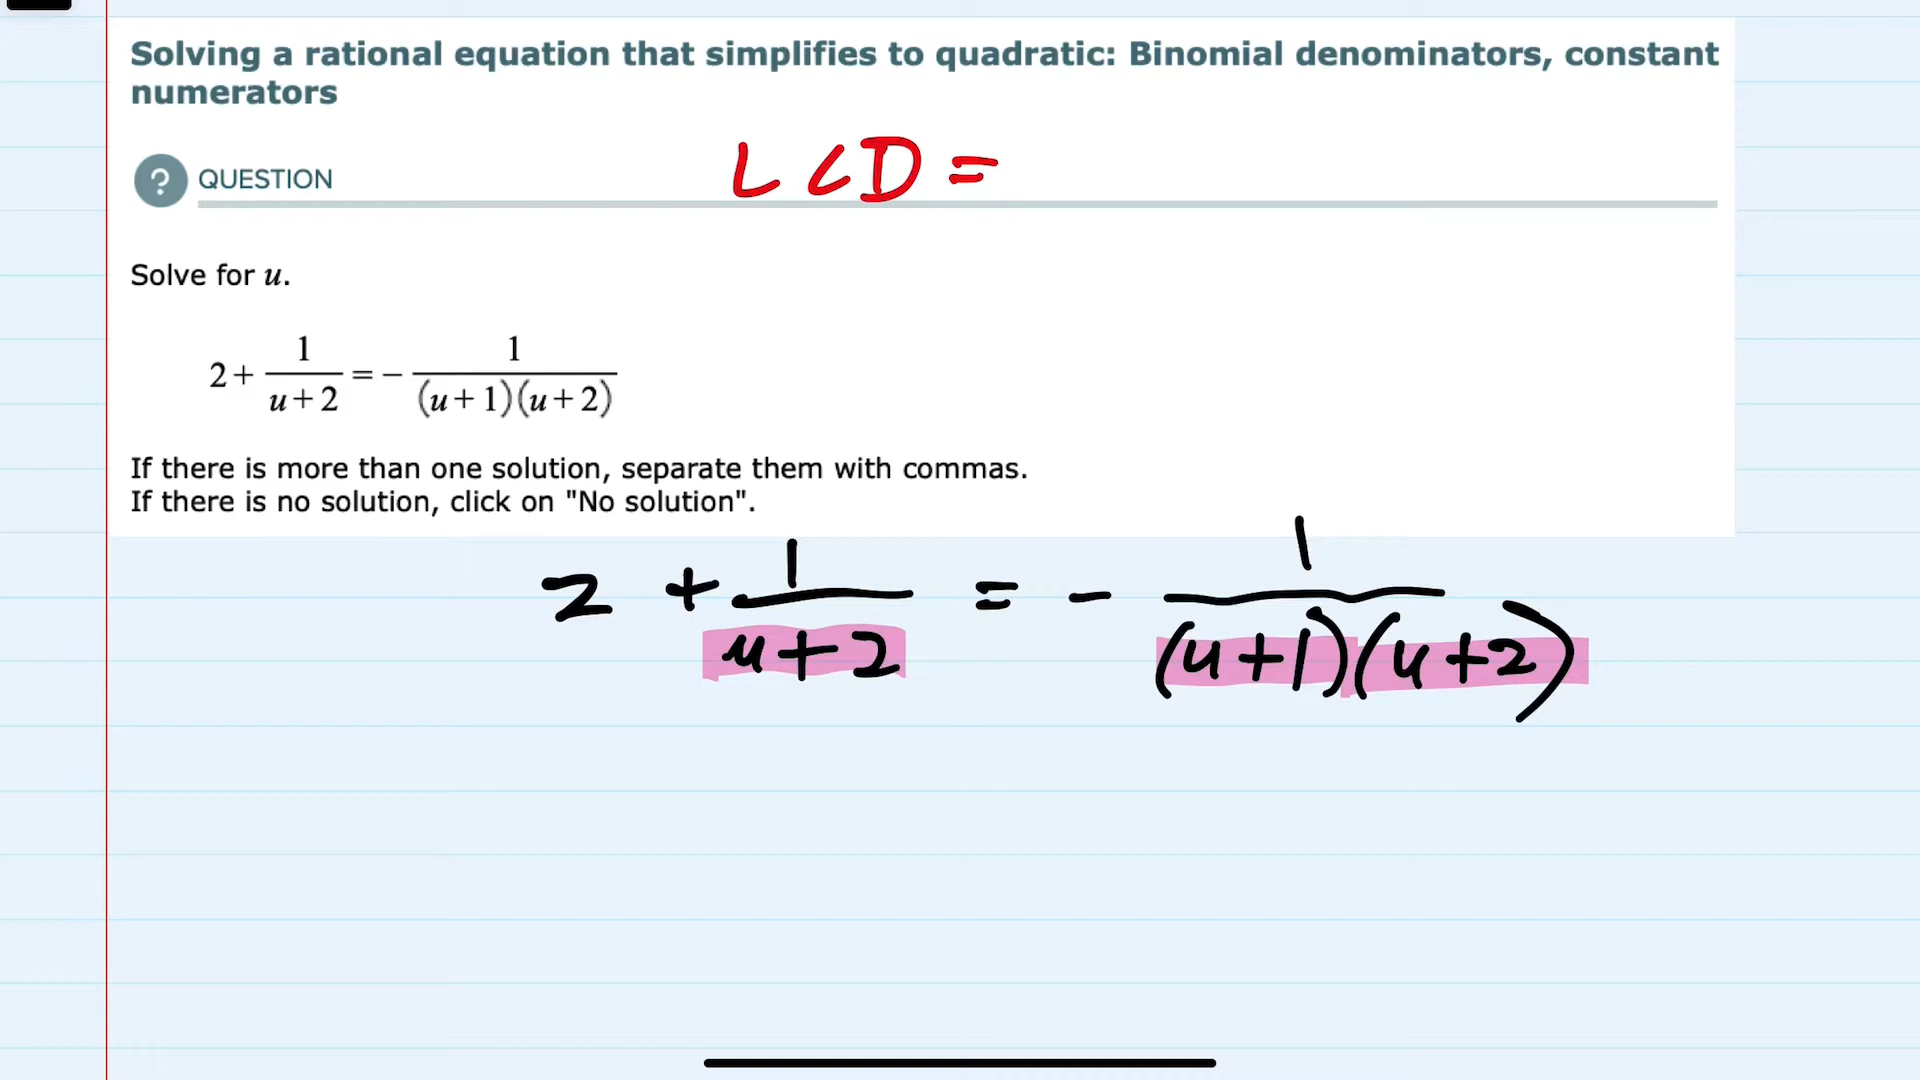 Solving a rational equation that simplifies to quadratic: Binomial denominators, constant
numerators
? QUESTION
LCD =
Solve for u.
2 + 1/(u + 2) = - 1/((u + 1)(u + 2))
If there is more than one solution, separate them with commas.
If there is no solution, click on "No solution".
2 + 1/(u+2) = - 1/((u+1)(u+2))